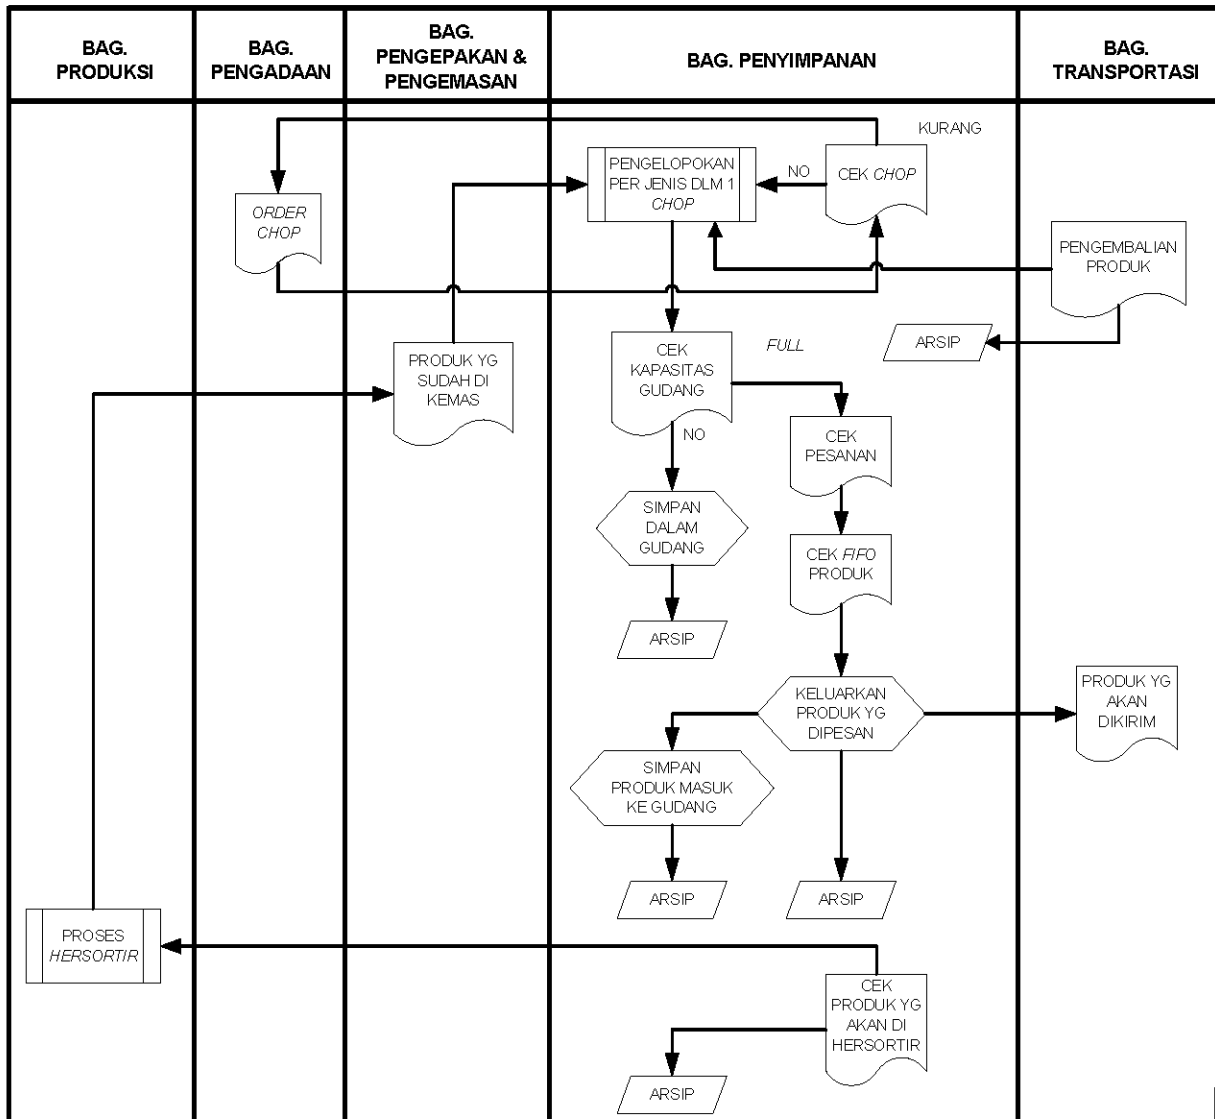 BAG.
PRODUKSI
BAG.
PENGADAAN
BAG.
PENGEPAKAN &
PENGEMASAN
BAG. PENYIMPANAN
BAG.
TRANSPORTASI
KURANG
PENGELOPOKAN
PER JENIS DLM 1
CHOP
NO
CEK CHOP
ORDER
CHOP
PENGEMBALIAN
PRODUK
ARSIP
PRODUK YG
SUDAH DI
KEMAS
CEK
KAPASITAS
GUDANG
FULL
NO
CEK
PESANAN
SIMPAN
DALAM
GUDANG
CEK FIFO
PRODUK
ARSIP
KELUARKAN
PRODUK YG
DIPESAN
PRODUK YG
AKAN
DIKIRIM
SIMPAN
PRODUK MASUK
KE GUDANG
ARSIP
ARSIP
PROSES
HERSORTIR
CEK
PRODUK YG
AKAN DI
HERSORTIR
ARSIP